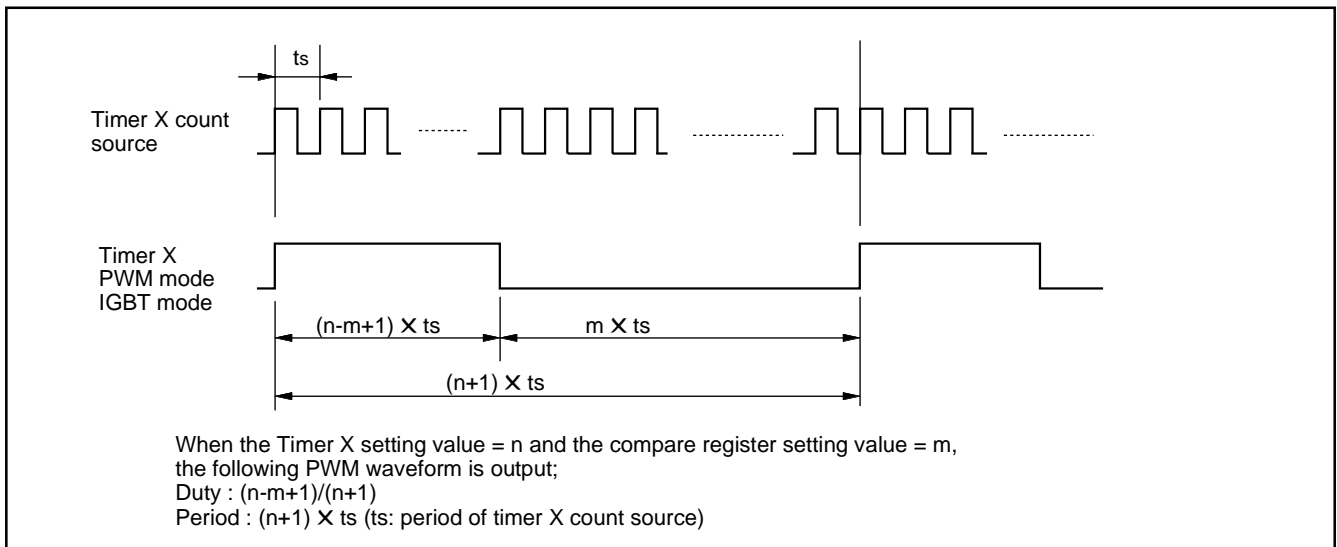 ts
Timer X count
source
Timer X
PWM mode
IGBT mode
(n-m+1) X ts
m X ts
(n+1) X ts
When the Timer X setting value = n and the compare register setting value = m,
the following PWM waveform is output;
Duty : (n-m+1)/(n+1)
Period : (n+1) X ts (ts: period of timer X count source)